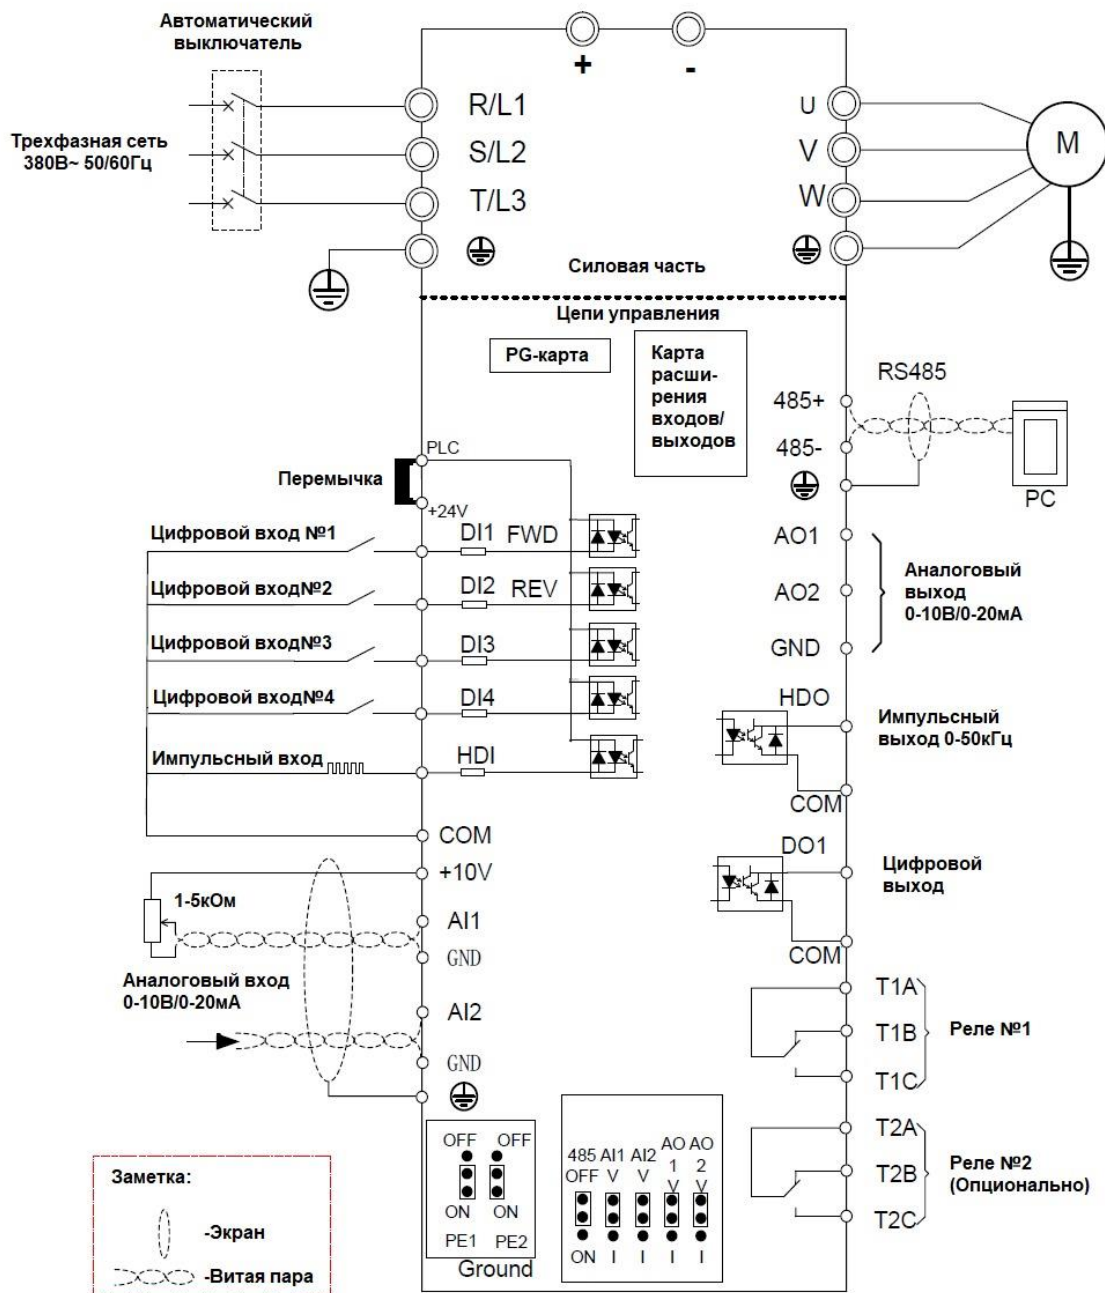 Автоматический
выключатель
+
-
R/L1
U
Трехфазная сеть
380В~ 50/60Гц
S/L2
V
M
T/L3
W
Силовая часть
Цепи управления
PG-карта
Карта
расши-
рения
входов/
выходов
RS485
485+
485-
PC
PLC
Перемычка
+24V
Цифровой вход №1
DI1
FWD
AO1
Цифровой вход№2
DI2
REV
AO2
Аналоговый
выход
0-10В/0-20мА
Цифровой вход№3
DI3
GND
Цифровой вход№4
DI4
HDO
Импульсный
выход 0-50кГц
Импульсный вход
HDI
COM
COM
+10V
DO1
Цифровой
выход
1-5кОм
AI1
GND
COM
Аналоговый вход
0-10В/0-20мА
AI2
GND
T1A
T1B
Реле №1
T1C
T2A
T2B
Реле №2
(Опционально)
T2C
OFF OFF
ON ON
PE1 PE2
Ground
485 AI1 AI2 AO AO
OFF V V 1 2
V V
ON I I I I
Заметка:
-Экран
-Витая пара